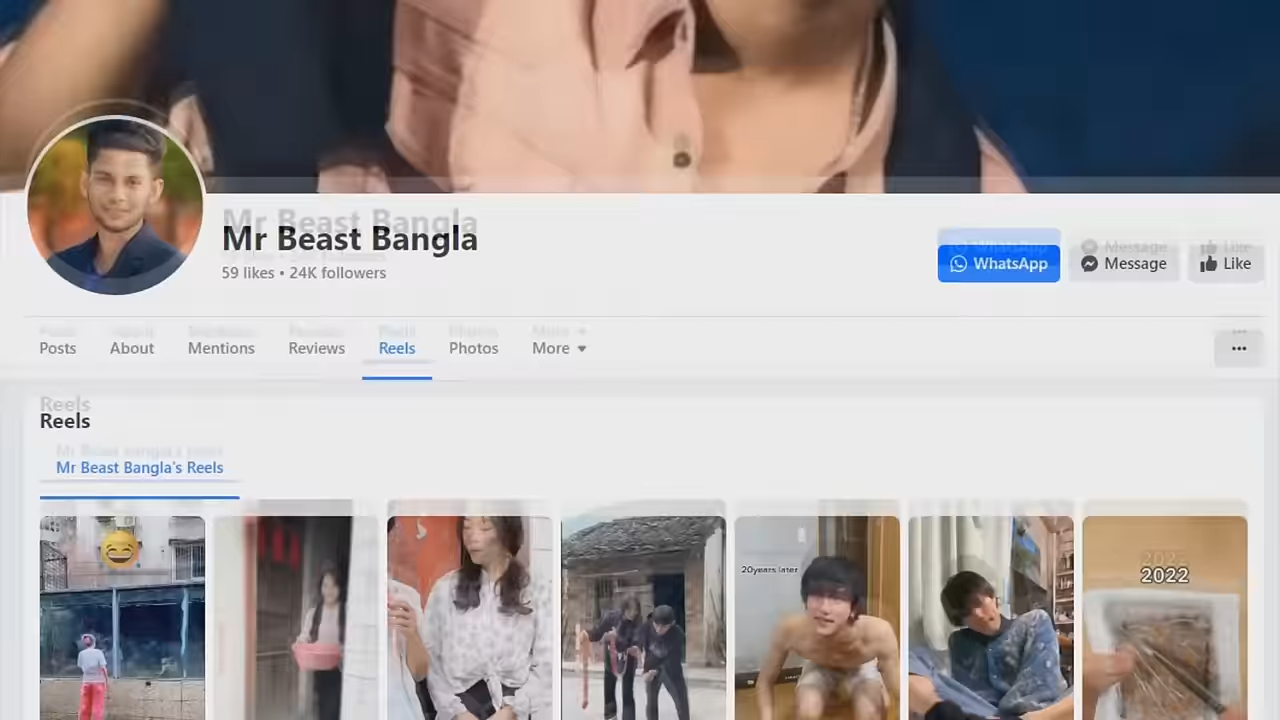 Mr Beast Bangla
59 likes • 24K followers
WhatsApp
Message
Like
Posts
About
Mentions
Reviews
Reels
Photos
More
Reels
Mr Beast Bangla's Reels
20years later
2022